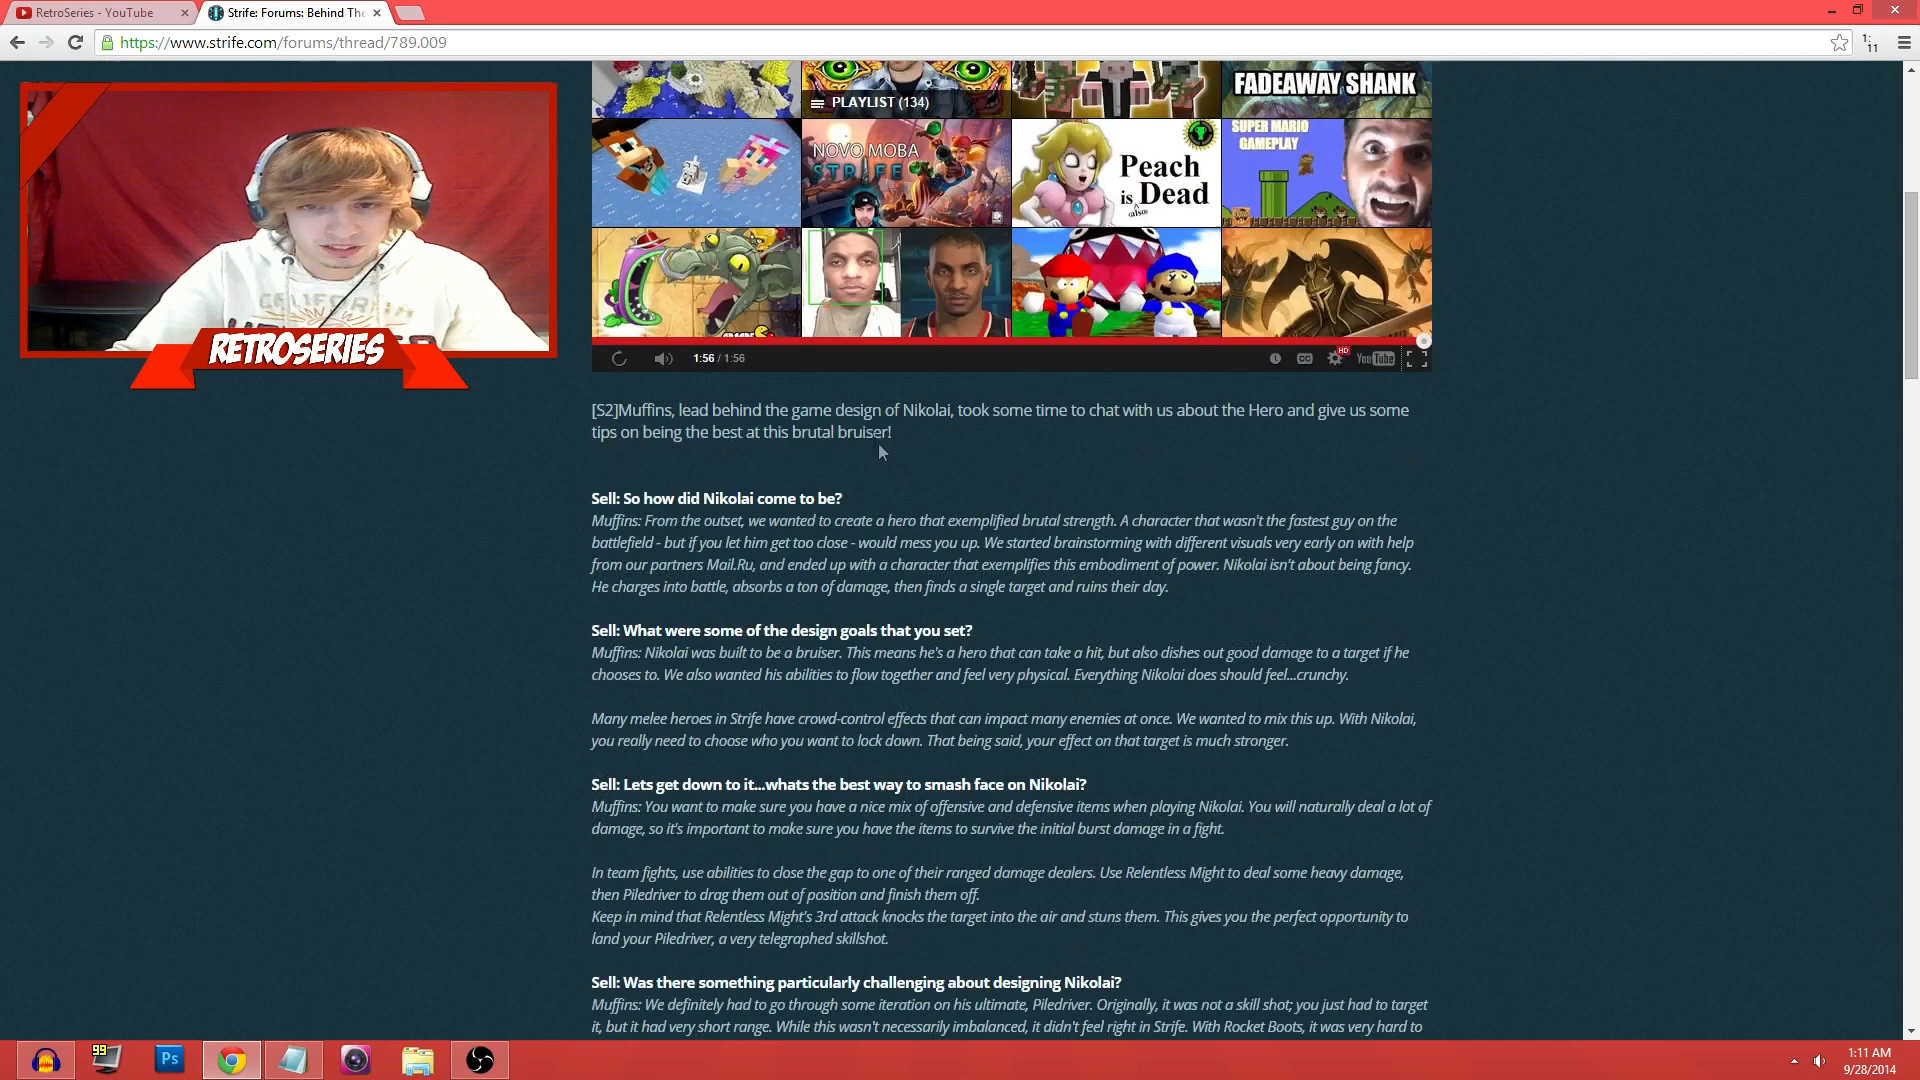 RetroSeries - YouTube
Strife: Forums: Behind The
https://www.strife.com/forums/thread/789.009
1:
11
PLAYLIST (134)
FADEAWAY SHANK
NOVO MOBA
STRIFE
Peach
is Dead
(also)
SUPER MARIO
GAMEPLAY
RETROSERIES
1:56 / 1:56
CC
HD
YouTube
[S2]Muffins, lead behind the game design of Nikolai, took some time to chat with us about the Hero and give us some
tips on being the best at this brutal bruiser!
Sell: So how did Nikolai come to be?
Muffins: From the outset, we wanted to create a hero that exemplified brutal strength. A character that wasn't the fastest guy on the
battlefield - but if you let him get too close - would mess you up. We started brainstorming with different visuals very early on with help
from our partners Mail.Ru, and ended up with a character that exemplifies this embodiment of power. Nikolai isn't about being fancy.
He charges into battle, absorbs a ton of damage, then finds a single target and ruins their day.
Sell: What were some of the design goals that you set?
Muffins: Nikolai was built to be a bruiser. This means he's a hero that can take a hit, but also dishes out good damage to a target if he
chooses to. We also wanted his abilities to flow together and feel very physical. Everything Nikolai does should feel...crunchy.
Many melee heroes in Strife have crowd-control effects that can impact many enemies at once. We wanted to mix this up. With Nikolai,
you really need to choose who you want to lock down. That being said, your effect on that target is much stronger.
Sell: Lets get down to it...whats the best way to smash face on Nikolai?
Muffins: You want to make sure you have a nice mix of offensive and defensive items when playing Nikolai. You will naturally deal a lot of
damage, so it's important to make sure you have the items to survive the initial burst damage in a fight.
In team fights, use abilities to close the gap to one of their ranged damage dealers. Use Relentless Might to deal some heavy damage,
then Piledriver to drag them out of position and finish them off.
Keep in mind that Relentless Might's 3rd attack knocks the target into the air and stuns them. This gives you the perfect opportunity to
land your Piledriver, a very telegraphed skillshot.
Sell: Was there something particularly challenging about designing Nikolai?
Muffins: We definitely had to go through some iteration on his ultimate, Piledriver. Originally, it was not a skill shot; you just had to target
it, but it had very short range. While this wasn't necessarily imbalanced, it didn't feel right in Strife. With Rocket Boots, it was very hard to
99
Ps
1:11 AM
9/28/2014